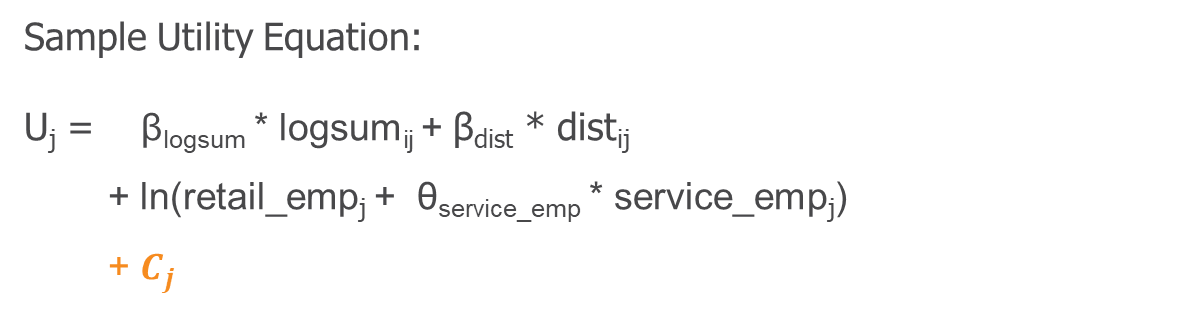 Sample Utility Equation:
Uj = βlogsum * logsumij + βdist * distij
+ ln(retail_empj + θservice_emp * service_empj)
+ Cj